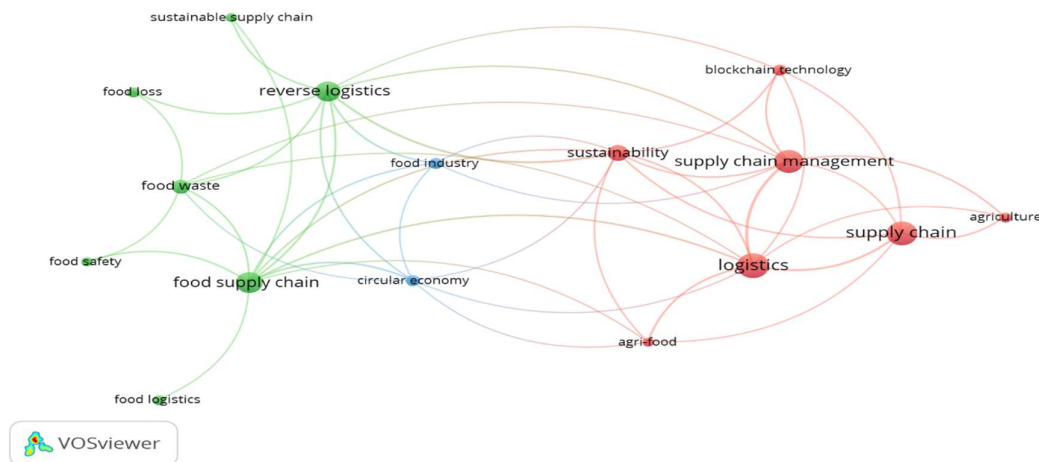 sustainable supply chain
food loss
reverse logistics
blockchain technology
food industry
sustainability
supply chain management
food waste
agriculture
supply chain
food safety
food supply chain
circular economy
logistics
agri-food
food logistics
VOSviewer